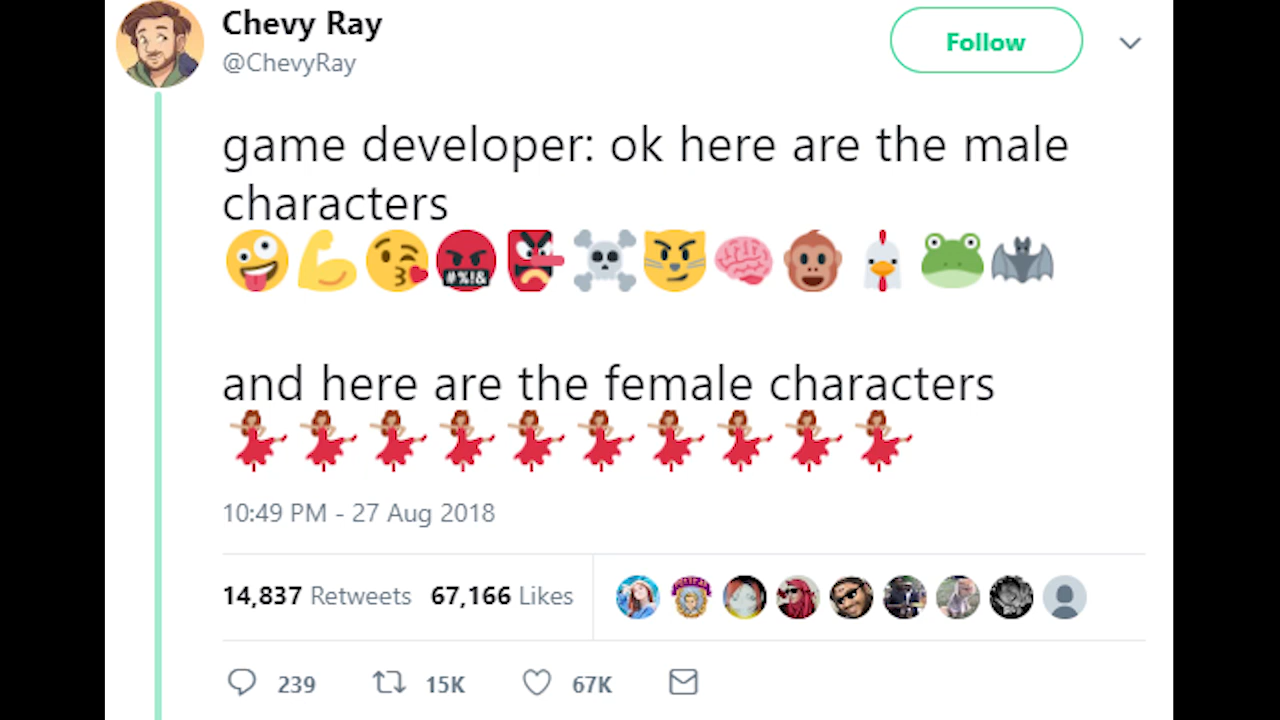 Chevy Ray
@ChevyRay
Follow
game developer: ok here are the male
characters
🤪💪😘🤬👺☠️😼🧠🐵🐔🐸🦇
and here are the female characters
💃🏽💃🏽💃🏽💃🏽💃🏽💃🏽💃🏽💃🏽💃🏽💃🏽
10:49 PM - 27 Aug 2018
14,837 Retweets 67,166 Likes
239 15K 67K